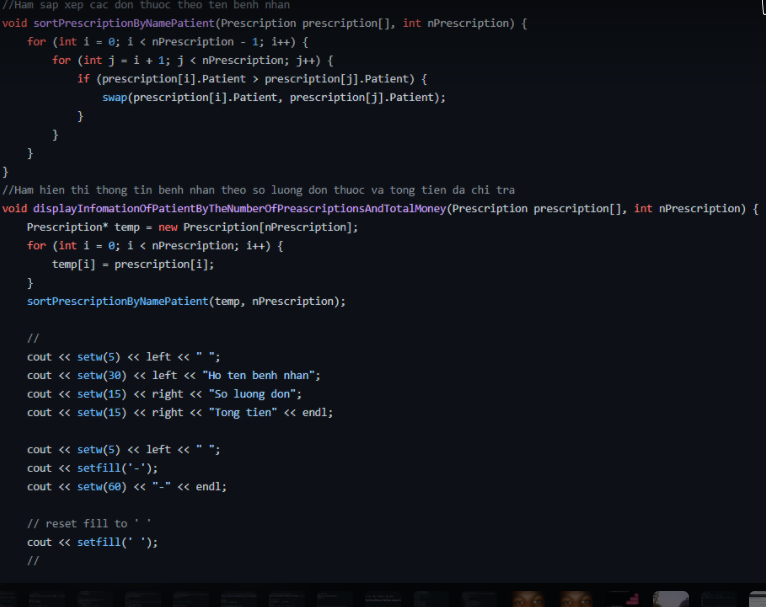 //Ham sap xep cac don thuoc theo ten benh nhan
void sortPrescriptionByNamePatient(Prescription prescription[], int nPrescription) {
    for (int i = 0; i < nPrescription - 1; i++) {
        for (int j = i + 1; j < nPrescription; j++) {
            if (prescription[i].Patient > prescription[j].Patient) {
                swap(prescription[i].Patient, prescription[j].Patient);
            }
        }
    }
}
//Ham hien thi thong tin benh nhan theo so luong don thuoc va tong tien da chi tra
void displayInfomationOfPatientByTheNumberOfPreascriptionsAndTotalMoney(Prescription prescription[], int nPrescription) {
    Prescription* temp = new Prescription[nPrescription];
    for (int i = 0; i < nPrescription; i++) {
        temp[i] = prescription[i];
    }
    sortPrescriptionByNamePatient(temp, nPrescription);
    //
    cout << setw(5) << left << " ";
    cout << setw(30) << left << "Ho ten benh nhan";
    cout << setw(15) << right << "So luong don";
    cout << setw(15) << right << "Tong tien" << endl;
    cout << setw(5) << left << " ";
    cout << setfill('-');
    cout << setw(60) << "-" << endl;
    // reset fill to ' '
    cout << setfill(' ');
    //